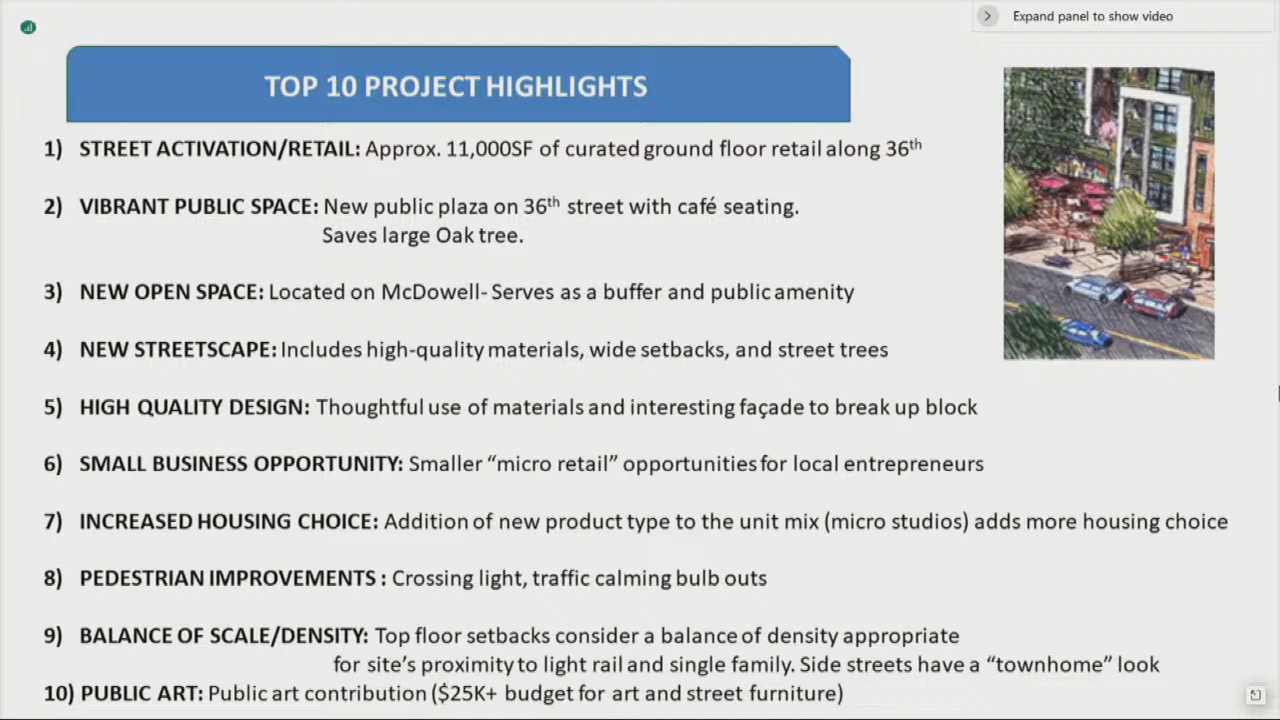 Expand panel to show video
TOP 10 PROJECT HIGHLIGHTS
1) STREET ACTIVATION/RETAIL: Approx. 11,000SF of curated ground floor retail along 36th
2) VIBRANT PUBLIC SPACE: New public plaza on 36th street with café seating.
Saves large Oak tree.
3) NEW OPEN SPACE: Located on McDowell- Serves as a buffer and public amenity
4) NEW STREETSCAPE: Includes high-quality materials, wide setbacks, and street trees
5) HIGH QUALITY DESIGN: Thoughtful use of materials and interesting façade to break up block
6) SMALL BUSINESS OPPORTUNITY: Smaller “micro retail” opportunities for local entrepreneurs
7) INCREASED HOUSING CHOICE: Addition of new product type to the unit mix (micro studios) adds more housing choice
8) PEDESTRIAN IMPROVEMENTS : Crossing light, traffic calming bulb outs
9) BALANCE OF SCALE/DENSITY: Top floor setbacks consider a balance of density appropriate
for site’s proximity to light rail and single family. Side streets have a “townhome” look
10) PUBLIC ART: Public art contribution ($25K+ budget for art and street furniture)